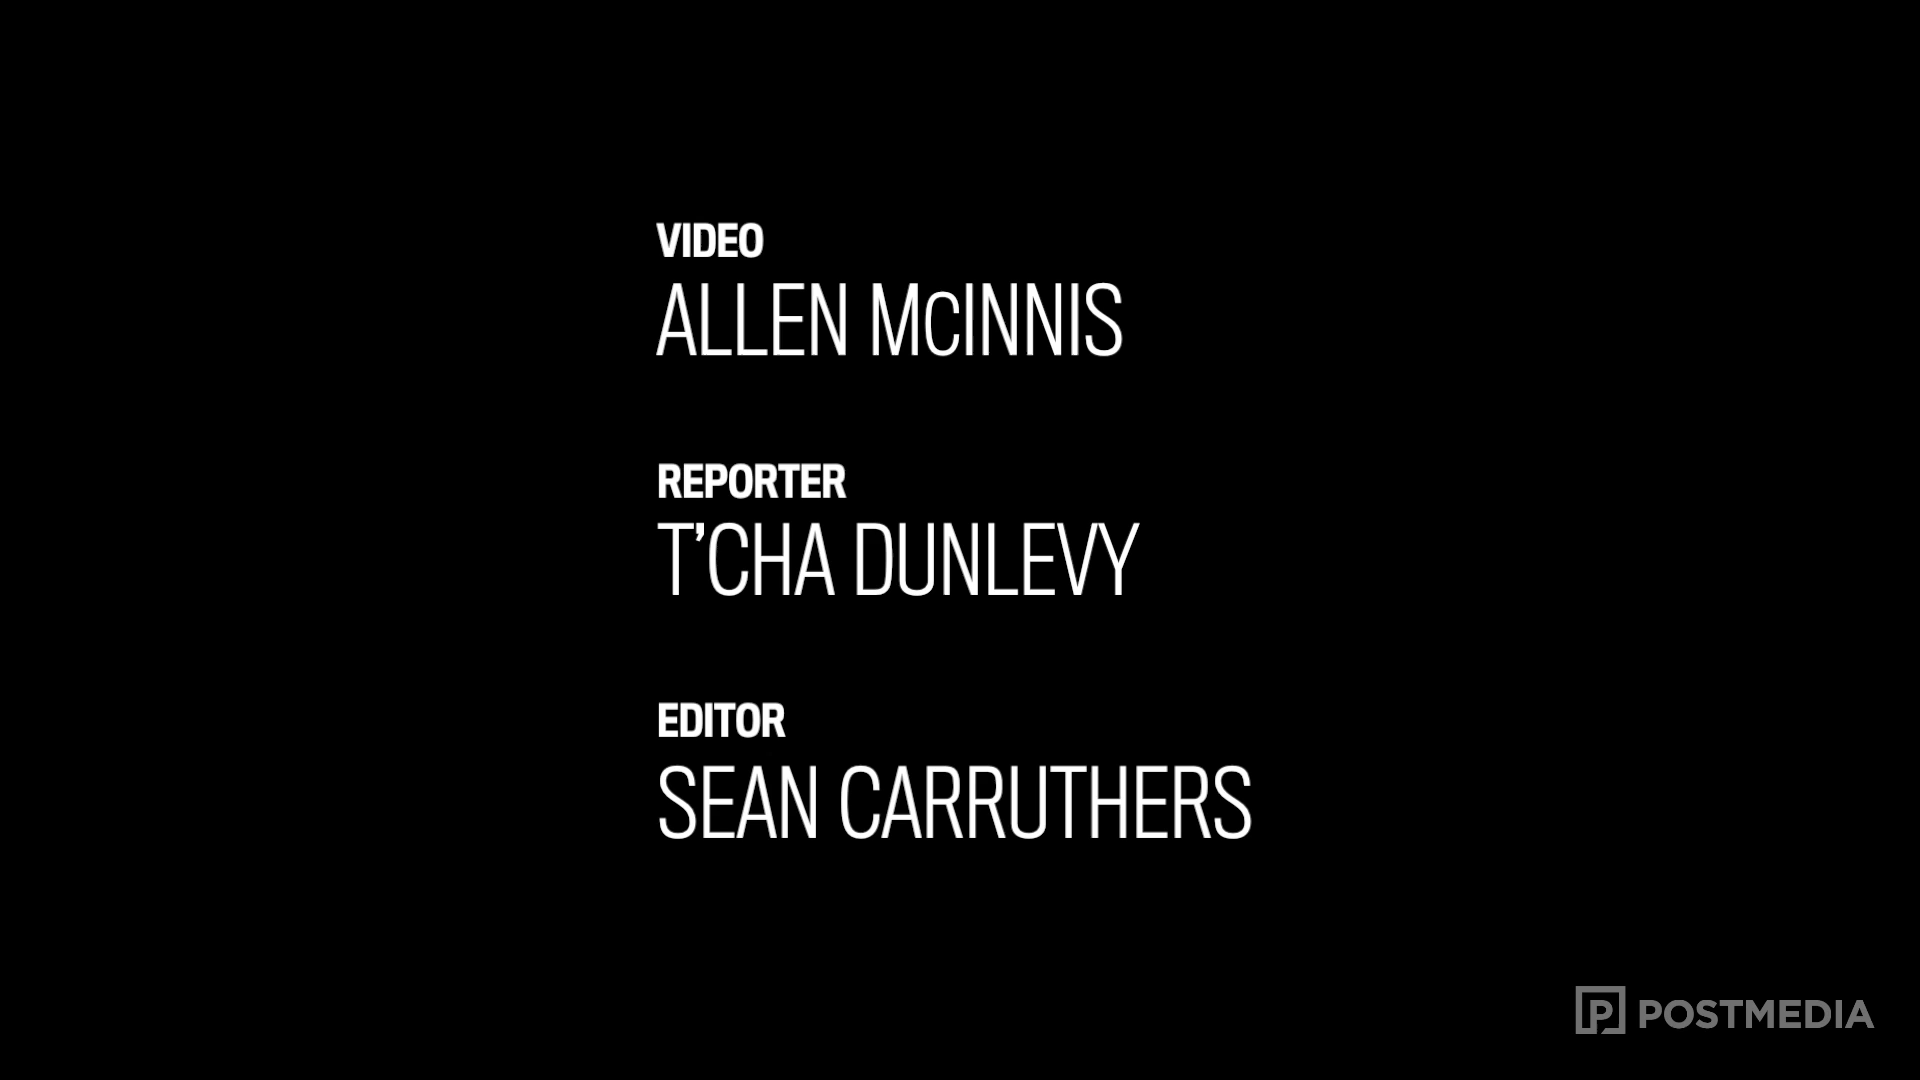 VIDEO
ALLEN McINNIS
REPORTER
T’CHA DUNLEVY
EDITOR
SEAN CARRUTHERS
POSTMEDIA